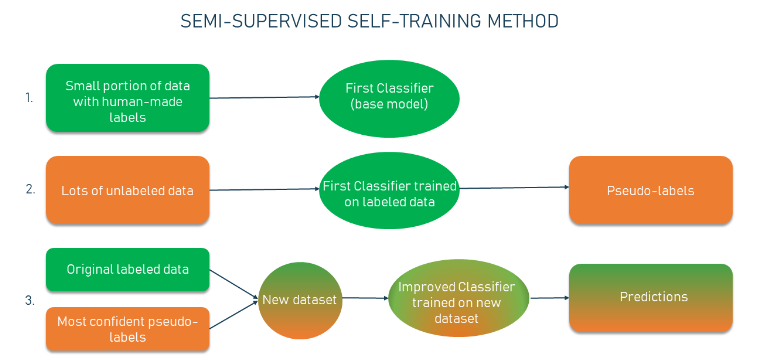 SEMI-SUPERVISED SELF-TRAINING METHOD
1.
Small portion of data
with human-made
labels
First Classifier
(base model)
2.
Lots of unlabeled data
First Classifier trained
on labeled data
Pseudo-labels
3.
Original labeled data
Most confident pseudo-
labels
New dataset
Improved Classifier
trained on new
dataset
Predictions